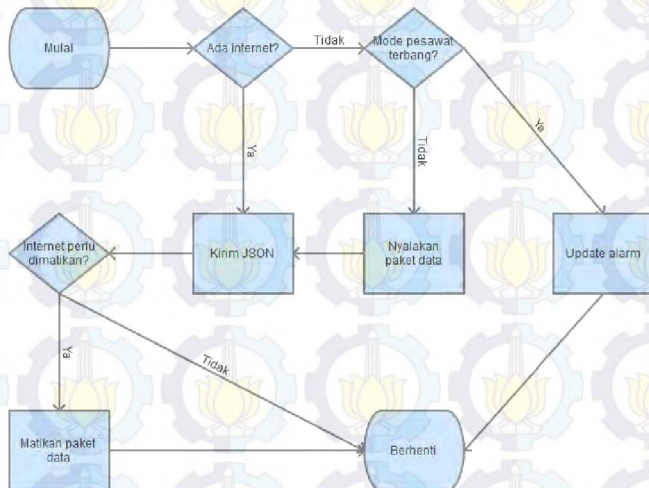 Mulai
Ada internet?
Tidak
Mode pesawat
terbang?
Ya
Tidak
Ya
Internet perlu
dimatikan?
Kirim JSON
Nyalakan
paket data
Update alarm
Ya
Tidak
Matikan paket
data
Berhenti